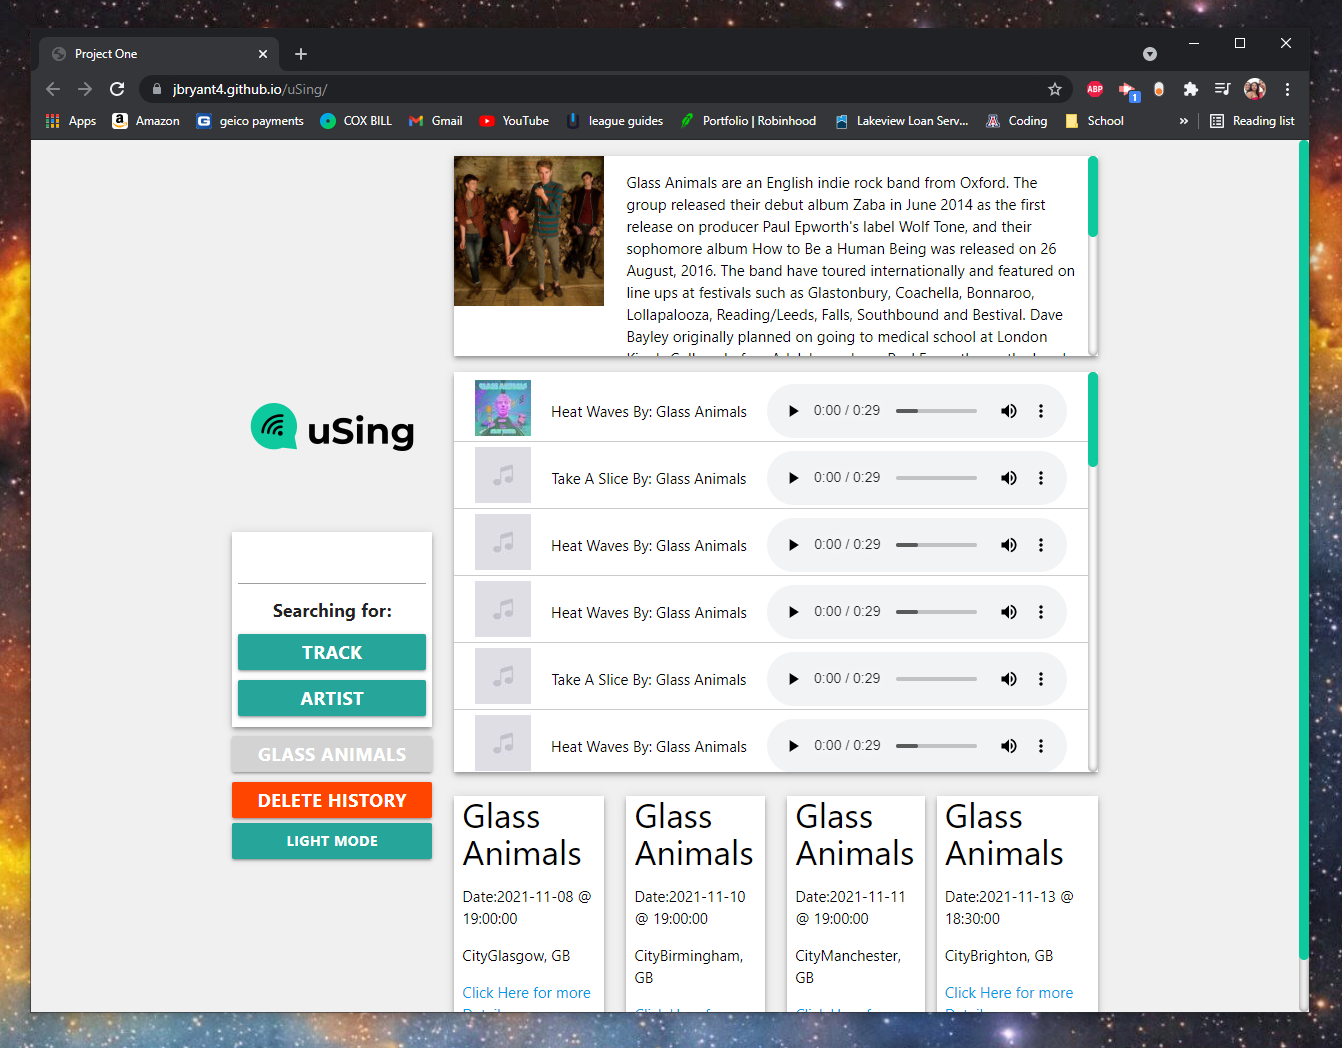 Project One
jbryant4.github.io/uSing/
ABP
1
Apps
Amazon
geico payments
COX BILL
Gmail
YouTube
league guides
Portfolio | Robinhood
Lakeview Loan Serv...
Coding
School
»
Reading list
Glass Animals are an English indie rock band from Oxford. The
group released their debut album Zaba in June 2014 as the first
release on producer Paul Epworth's label Wolf Tone, and their
sophomore album How to Be a Human Being was released on 26
August, 2016. The band have toured internationally and featured on
line ups at festivals such as Glastonbury, Coachella, Bonnaroo,
Lollapalooza, Reading/Leeds, Falls, Southbound and Bestival. Dave
Bayley originally planned on going to medical school at London
uSing
Searching for:
TRACK
ARTIST
GLASS ANIMALS
DELETE HISTORY
LIGHT MODE
GLASS ANIMALS
Heat Waves By: Glass Animals
0:00 / 0:29
Take A Slice By: Glass Animals
0:00 / 0:29
Heat Waves By: Glass Animals
0:00 / 0:29
Heat Waves By: Glass Animals
0:00 / 0:29
Take A Slice By: Glass Animals
0:00 / 0:29
Heat Waves By: Glass Animals
0:00 / 0:29
Glass
Animals
Date:2021-11-08 @
19:00:00
CityGlasgow, GB
Click Here for more
Glass
Animals
Date:2021-11-10
@ 19:00:00
CityBirmingham,
GB
Glass
Animals
Date:2021-11-11
@ 19:00:00
CityManchester,
GB
Glass
Animals
Date:2021-11-13 @
18:30:00
CityBrighton, GB
Click Here for more